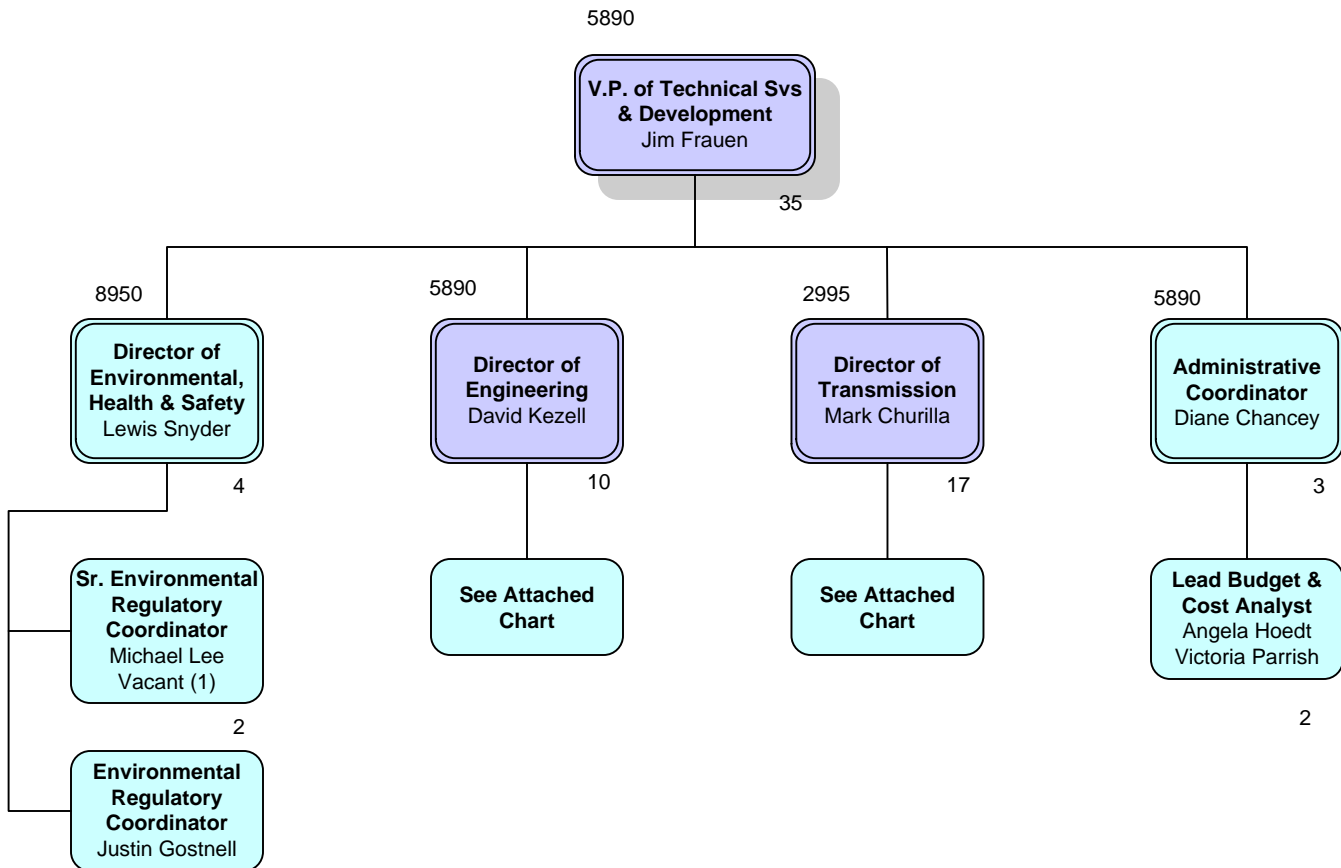 5890
V.P. of Technical Svs
& Development
Jim Frauen
35
8950
Director of
Environmental,
Health & Safety
Lewis Snyder
4
5890
Director of
Engineering
David Kezell
10
2995
Director of
Transmission
Mark Churilla
17
5890
Administrative
Coordinator
Diane Chancey
3
Sr. Environmental
Regulatory
Coordinator
Michael Lee
Vacant (1)
2
See Attached
Chart
See Attached
Chart
Lead Budget &
Cost Analyst
Angela Hoedt
Victoria Parrish
2
Environmental
Regulatory
Coordinator
Justin Gostnell